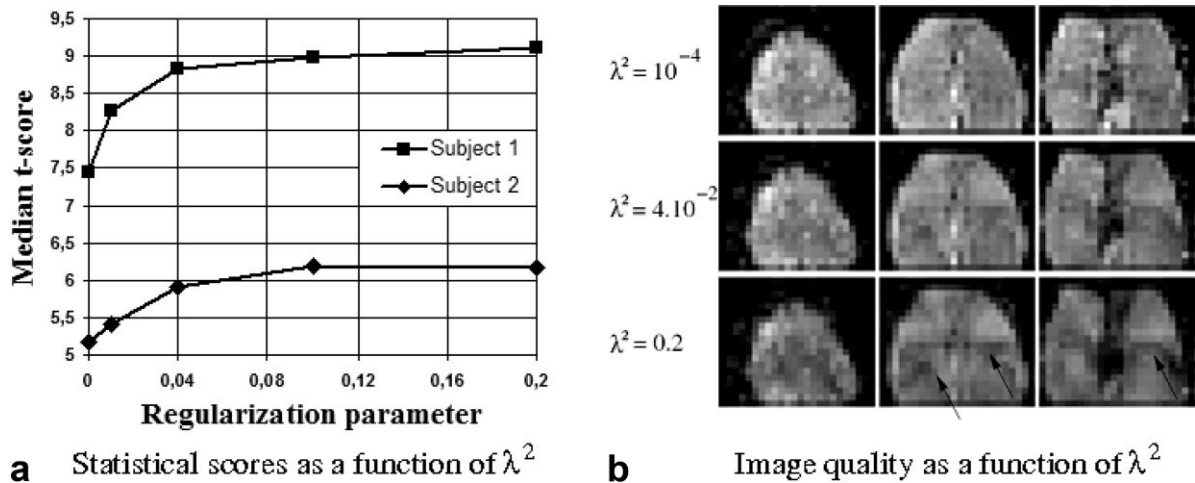 9,5
9
8,5
8
7,5
7
6,5
6
5,5
5
Median t-score
Subject 1
Subject 2
0 0,04 0,08 0,12 0,16 0,2
Regularization parameter
a Statistical scores as a function of λ²
λ² = 10⁻⁴
λ² = 4.10⁻²
λ² = 0.2
b Image quality as a function of λ²